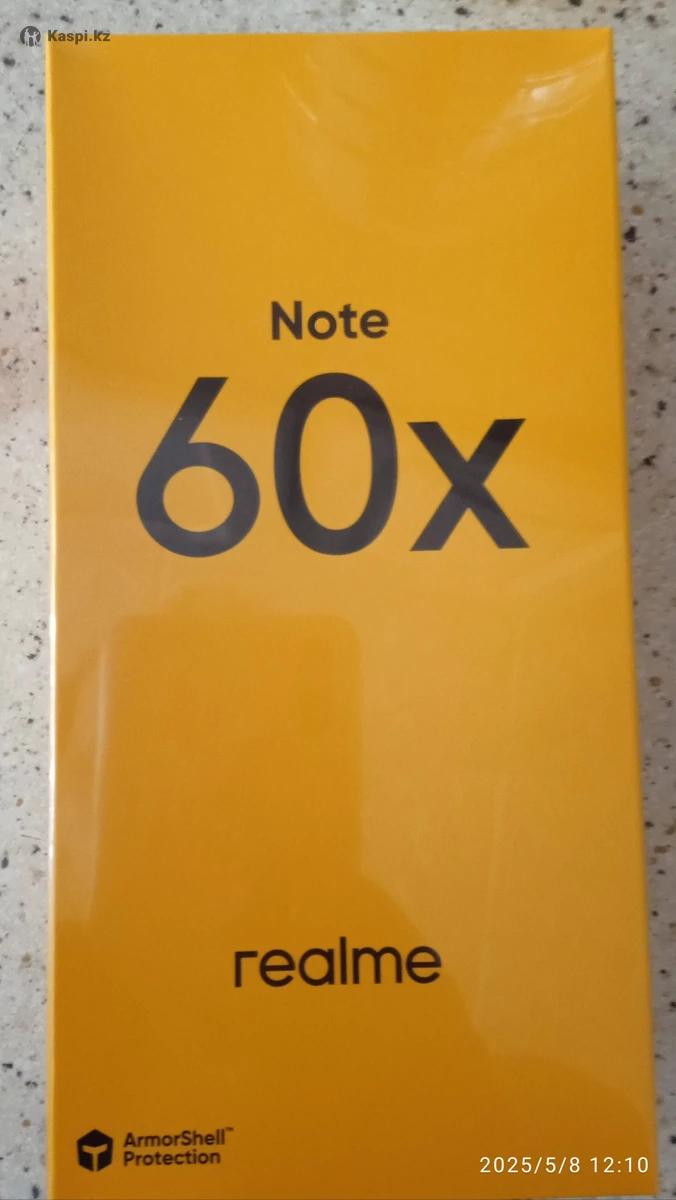 Kaspi.kz
Note
60x
realme
ArmorShell™
Protection
2025/5/8 12:10